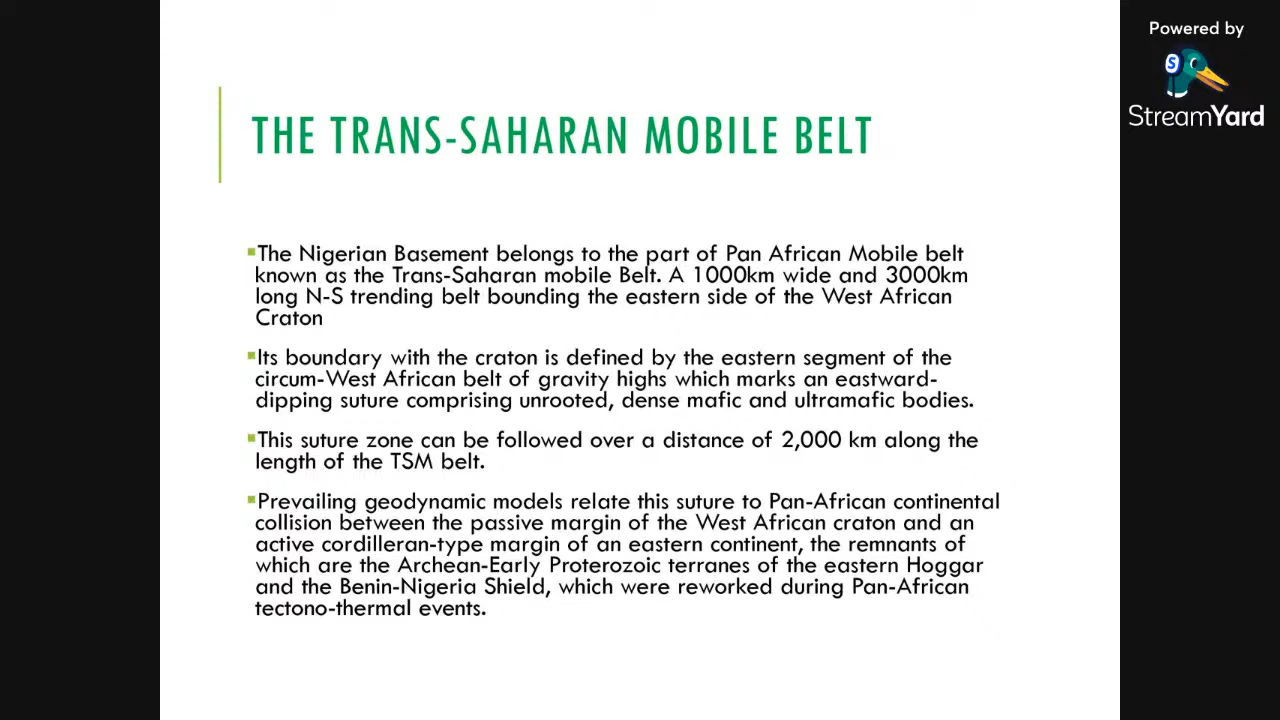 Powered by
StreamYard
THE TRANS-SAHARAN MOBILE BELT
▪The Nigerian Basement belongs to the part of Pan African Mobile belt
known as the Trans-Saharan mobile Belt. A 1000km wide and 3000km
long N-S trending belt bounding the eastern side of the West African
Craton
▪Its boundary with the craton is defined by the eastern segment of the
circum-West African belt of gravity highs which marks an eastward-
dipping suture comprising unrooted, dense mafic and ultramafic bodies.
▪This suture zone can be followed over a distance of 2,000 km along the
length of the TSM belt.
▪Prevailing geodynamic models relate this suture to Pan-African continental
collision between the passive margin of the West African craton and an
active cordilleran-type margin of an eastern continent, the remnants of
which are the Archean-Early Proterozoic terranes of the eastern Hoggar
and the Benin-Nigeria Shield, which were reworked during Pan-African
tectono-thermal events.